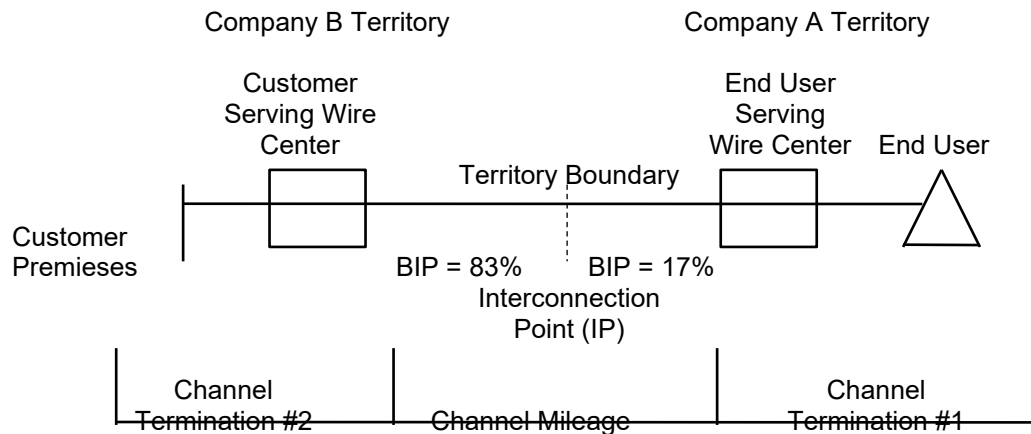 Company B Territory
Company A Territory
Customer
Serving Wire
Center
End User
Serving
Wire Center
End User
Territory Boundary
Customer
Premieses
BIP = 83%
BIP = 17%
Interconnection
Point (IP)
Channel
Termination #2
Channel Mileage
Channel
Termination #1